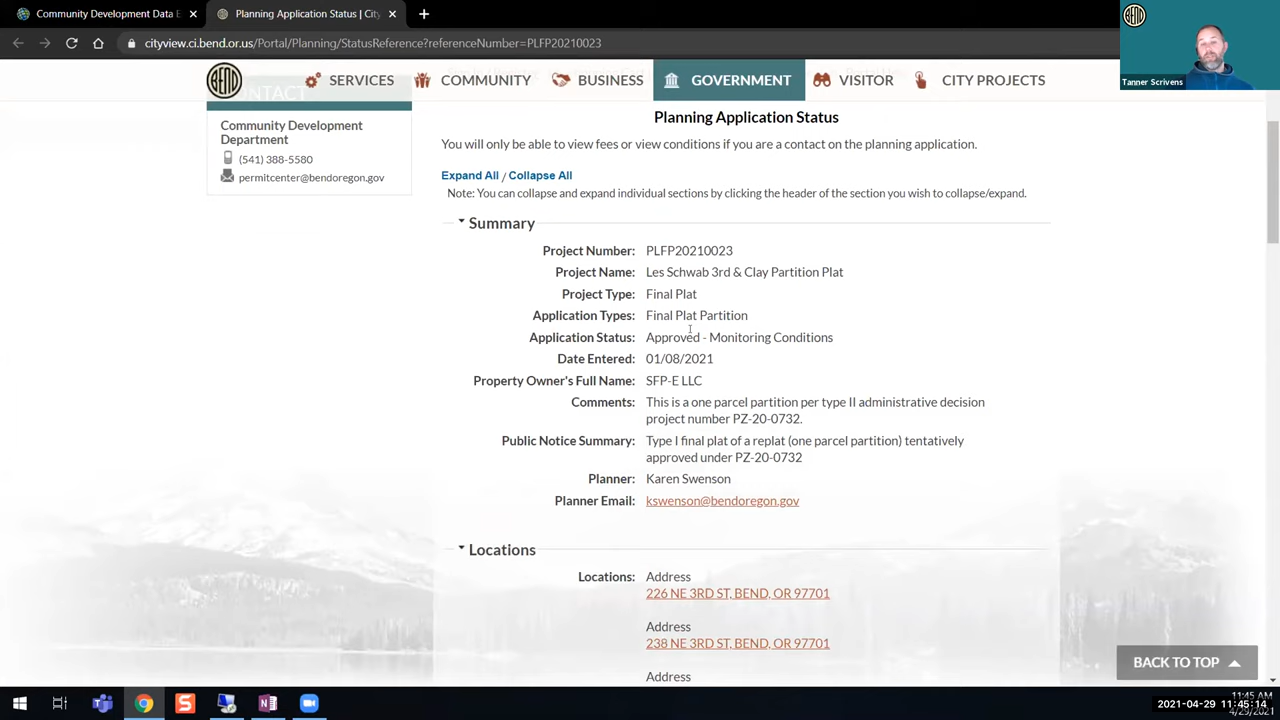 Community Development Data E
Planning Application Status | Cit
cityview.ci.bend.or.us/Portal/Planning/StatusReference?referenceNumber=PLFP20210023
BEND
Tanner Scrivens
BEND
SERVICES
COMMUNITY
BUSINESS
GOVERNMENT
VISITOR
CITY PROJECTS
CONTACT
Community Development
Department
(541) 388-5580
permitcenter@bendoregon.gov
Planning Application Status
You will only be able to view fees or view conditions if you are a contact on the planning application.
Expand All / Collapse All
Note: You can collapse and expand individual sections by clicking the header of the section you wish to collapse/expand.
Summary
Project Number: PLFP20210023
Project Name: Les Schwab 3rd & Clay Partition Plat
Project Type: Final Plat
Application Types: Final Plat Partition
Application Status: Approved - Monitoring Conditions
Date Entered: 01/08/2021
Property Owner's Full Name: SFP-E LLC
Comments: This is a one parcel partition per type II administrative decision
project number PZ-20-0732.
Public Notice Summary: Type I final plat of a replat (one parcel partition) tentatively
approved under PZ-20-0732
Planner: Karen Swenson
Planner Email: kswenson@bendoregon.gov
Locations
Locations: Address
226 NE 3RD ST, BEND, OR 97701
Address
238 NE 3RD ST, BEND, OR 97701
Address
BACK TO TOP
11:45 AM
2021-04-29 11:45:14
4/29/2021